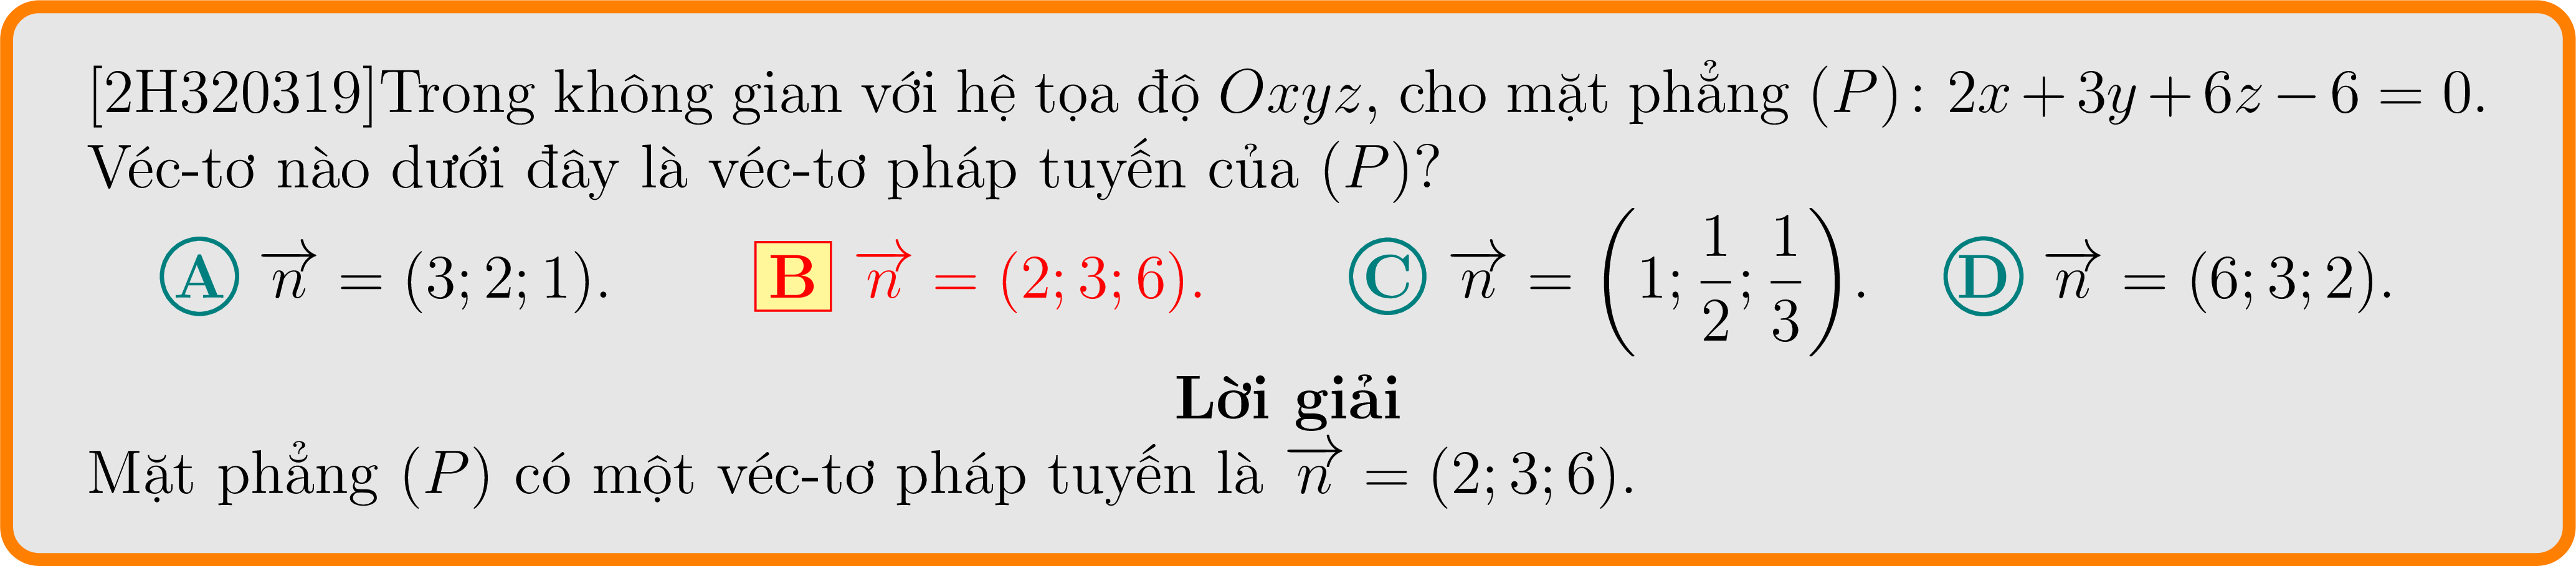 [2H320319]Trong không gian với hệ tọa độ Oxyz, cho mặt phẳng (P): 2x + 3y + 6z − 6 = 0.
Véc-tơ nào dưới đây là véc-tơ pháp tuyến của (P)?
A $\overrightarrow{n}$ = (3; 2; 1). B $\overrightarrow{n}$ = (2; 3; 6). C $\overrightarrow{n} = \left(1; \frac{1}{2}; \frac{1}{3}\right)$. D $\overrightarrow{n}$ = (6; 3; 2).
Lời giải
Mặt phẳng (P) có một véc-tơ pháp tuyến là $\overrightarrow{n}$ = (2; 3; 6).